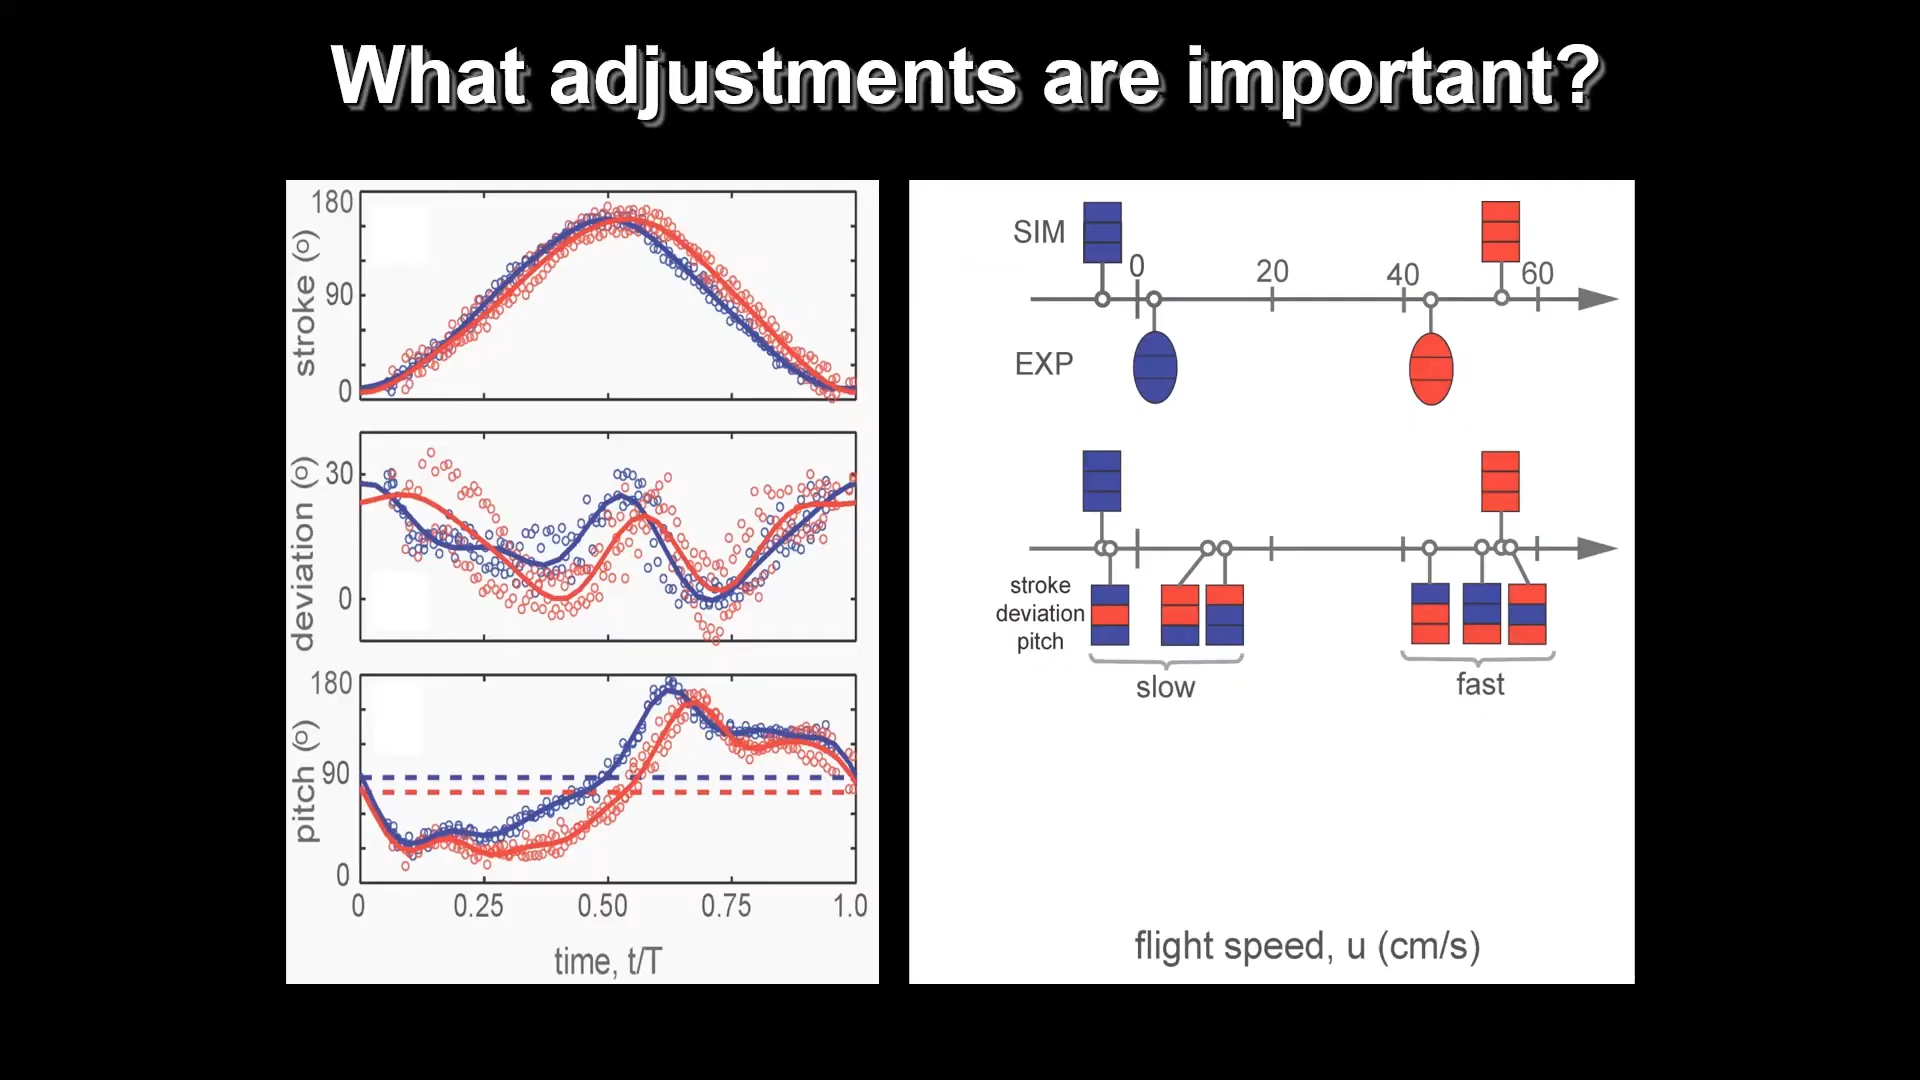 What adjustments are important?
180
stroke (o)
90
0
30
deviation (o)
0
180
pitch (o)
90
0
0 0.25 0.50 0.75 1.0
time, t/T
SIM
0 20 40 60
EXP
stroke
deviation
pitch
slow fast
flight speed, u (cm/s)